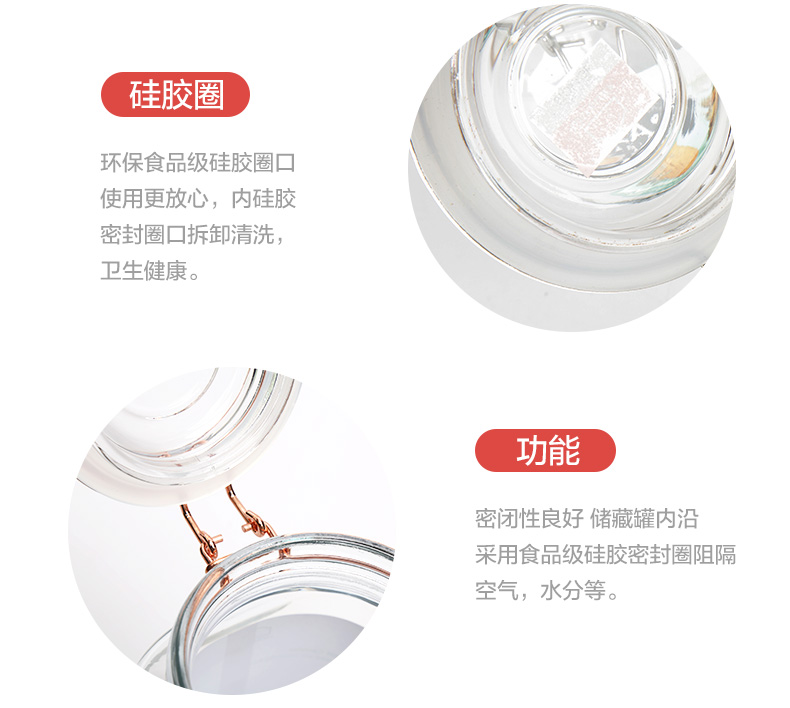 硅胶圈
环保食品级硅胶圈口
使用更放心，内硅胶
密封圈口拆卸清洗，
卫生健康。
功能
密闭性良好 储藏罐内沿
采用食品级硅胶密封圈阻隔
空气，水分等。